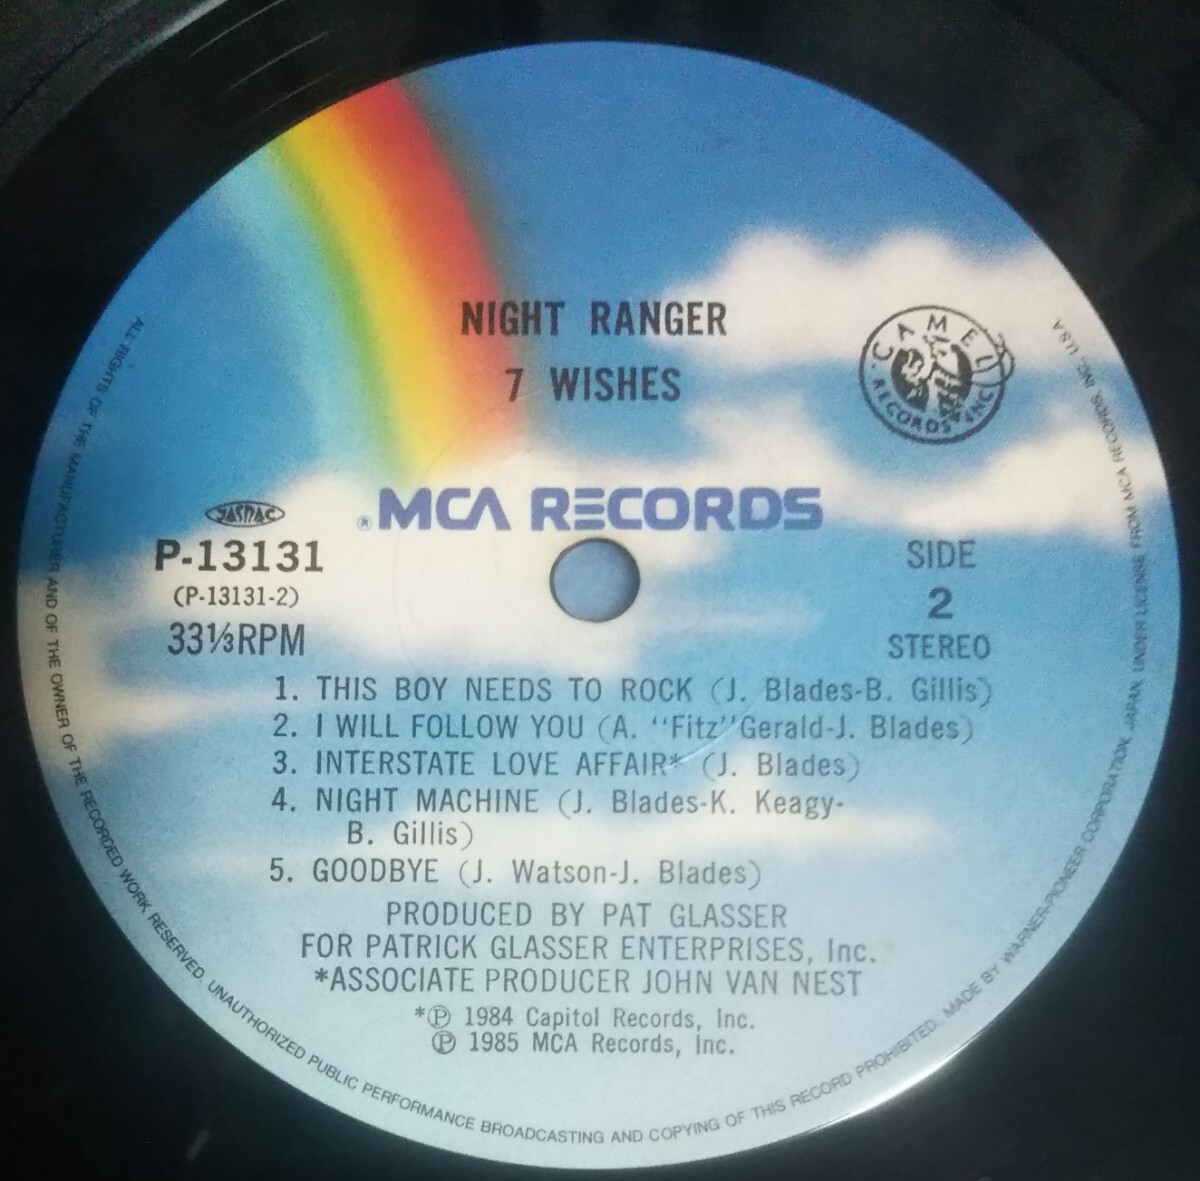 NIGHT RANGER
7 WISHES
CAMEL RECORDS INC.
® MCA RECORDS
JASRAC
P-13131
(P-13131-2)
33⅓RPM
SIDE
2
STEREO
1. THIS BOY NEEDS TO ROCK (J. Blades-B. Gillis)
2. I WILL FOLLOW YOU (A. "Fitz"Gerald-J. Blades)
3. INTERSTATE LOVE AFFAIR* (J. Blades)
4. NIGHT MACHINE (J. Blades-K. Keagy-
B. Gillis)
5. GOODBYE (J. Watson-J. Blades)
PRODUCED BY PAT GLASSER
FOR PATRICK GLASSER ENTERPRISES, Inc.
*ASSOCIATE PRODUCER JOHN VAN NEST
*Ⓟ 1984 Capitol Records, Inc.
Ⓟ 1985 MCA Records, Inc.
ALL RIGHTS OF THE MANUFACTURER AND OF THE OWNER OF THE RECORDED WORK RESERVED. UNAUTHORIZED PUBLIC PERFORMANCE BROADCASTING AND COPYING OF THIS RECORD PROHIBITED. MADE BY WARNER-PIONEER CORPORATION, JAPAN. UNDER LICENSE FROM MCA RECORDS, INC., U.S.A.